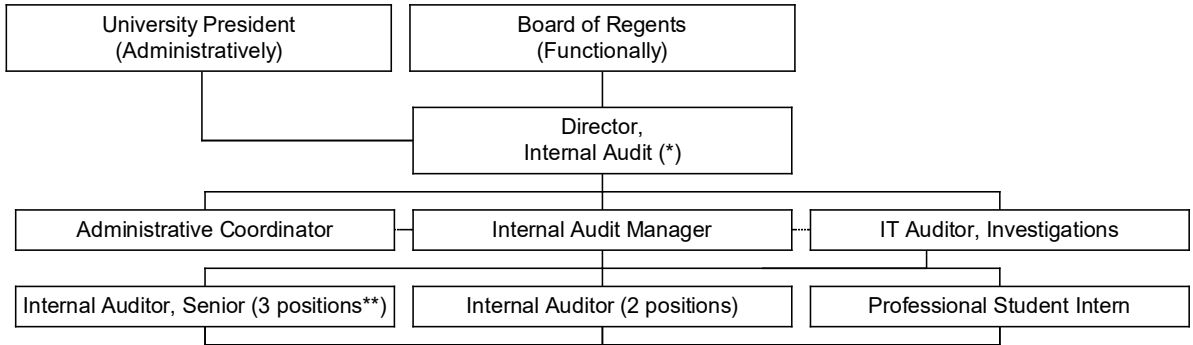 University President
(Administratively)
Board of Regents
(Functionally)
Director,
Internal Audit (*)
Administrative Coordinator
Internal Audit Manager
IT Auditor, Investigations
Internal Auditor, Senior (3 positions**)
Internal Auditor (2 positions)
Professional Student Intern